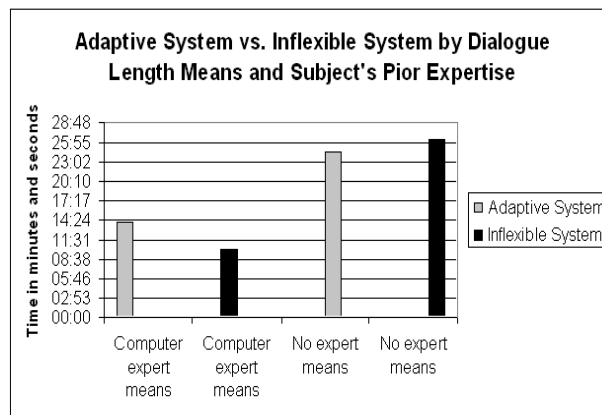 Adaptive System vs. Inflexible System by Dialogue
Length Means and Subject's Pior Expertise
Time in minutes and seconds
28:48
25:55
23:02
20:10
17:17
14:24
11:31
08:38
05:46
02:53
00:00
Computer expert means
Computer expert means
No expert means
No expert means
Adaptive System
Inflexible System